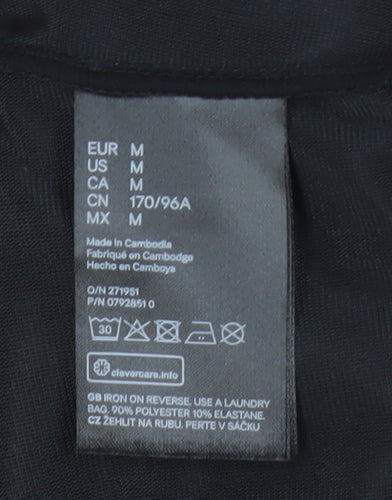 EUR M
US M
CA M
CN 170/96A
MX M
Made in Cambodia
Fabriqué en Cambodge
Hecho en Camboya
O/N 271951
P/N 0792851 0
30
clevercare.info
GB IRON ON REVERSE. USE A LAUNDRY
BAG. 90% POLYESTER 10% ELASTANE.
CZ ŽEHLIT NA RUBU. PERTE V SÁČKU